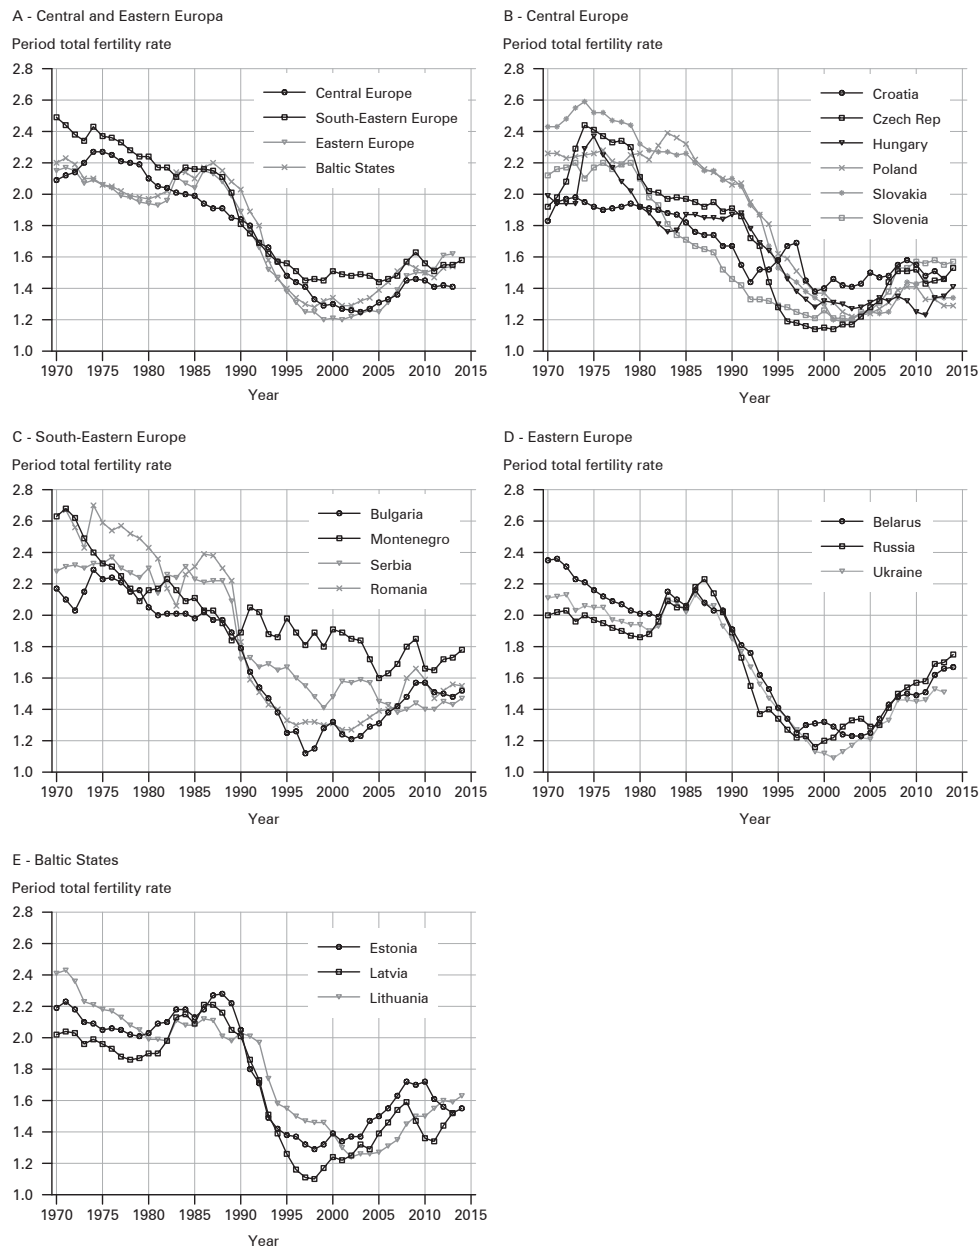 A - Central and Eastern Europa
Period total fertility rate
2.8
2.6
2.4
2.2
2.0
1.8
1.6
1.4
1.2
1.0
1970 1975 1980 1985 1990 1995 2000 2005 2010 2015
Year
Central Europe
South-Eastern Europe
Eastern Europe
Baltic States
B - Central Europe
Period total fertility rate
2.8
2.6
2.4
2.2
2.0
1.8
1.6
1.4
1.2
1.0
1970 1975 1980 1985 1990 1995 2000 2005 2010 2015
Year
Croatia
Czech Rep
Hungary
Poland
Slovakia
Slovenia
C - South-Eastern Europe
Period total fertility rate
2.8
2.6
2.4
2.2
2.0
1.8
1.6
1.4
1.2
1.0
1970 1975 1980 1985 1990 1995 2000 2005 2010 2015
Year
Bulgaria
Montenegro
Serbia
Romania
D - Eastern Europe
Period total fertility rate
2.8
2.6
2.4
2.2
2.0
1.8
1.6
1.4
1.2
1.0
1970 1975 1980 1985 1990 1995 2000 2005 2010 2015
Year
Belarus
Russia
Ukraine
E - Baltic States
Period total fertility rate
2.8
2.6
2.4
2.2
2.0
1.8
1.6
1.4
1.2
1.0
1970 1975 1980 1985 1990 1995 2000 2005 2010 2015
Year
Estonia
Latvia
Lithuania